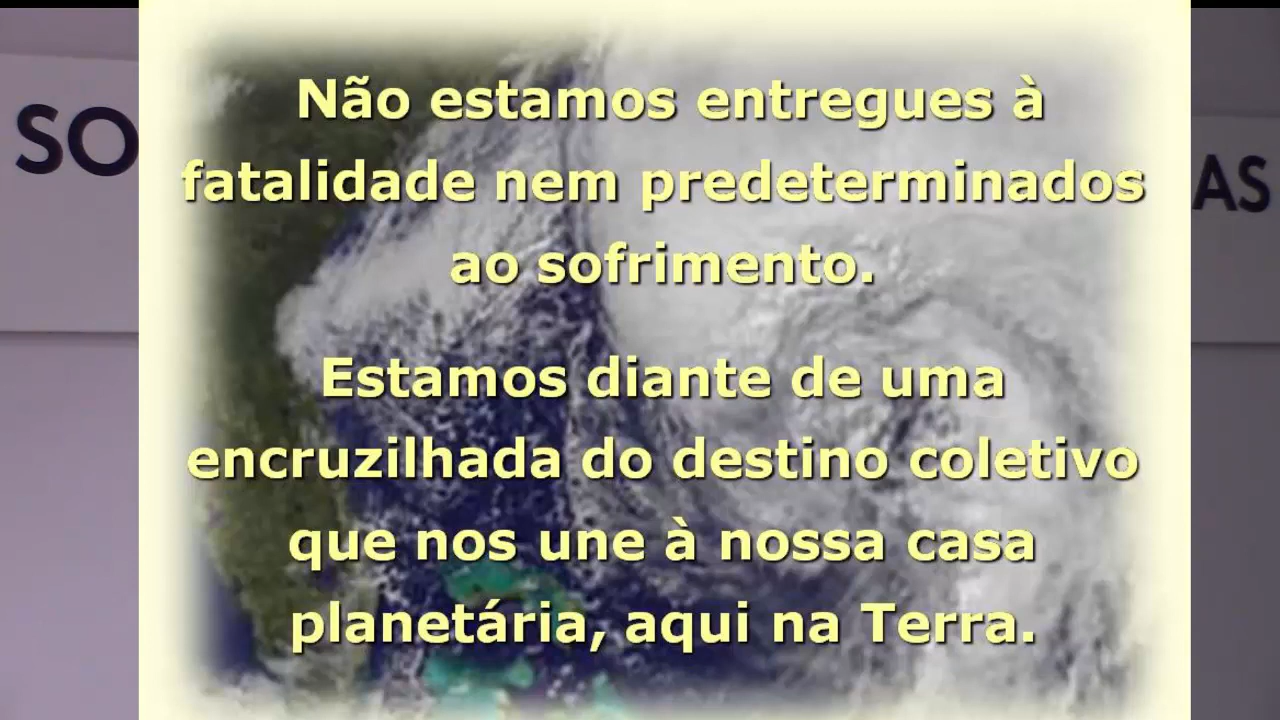 Não estamos entregues à
fatalidade nem predeterminados
ao sofrimento.
Estamos diante de uma
encruzilhada do destino coletivo
que nos une à nossa casa
planetária, aqui na Terra.
SO
AS